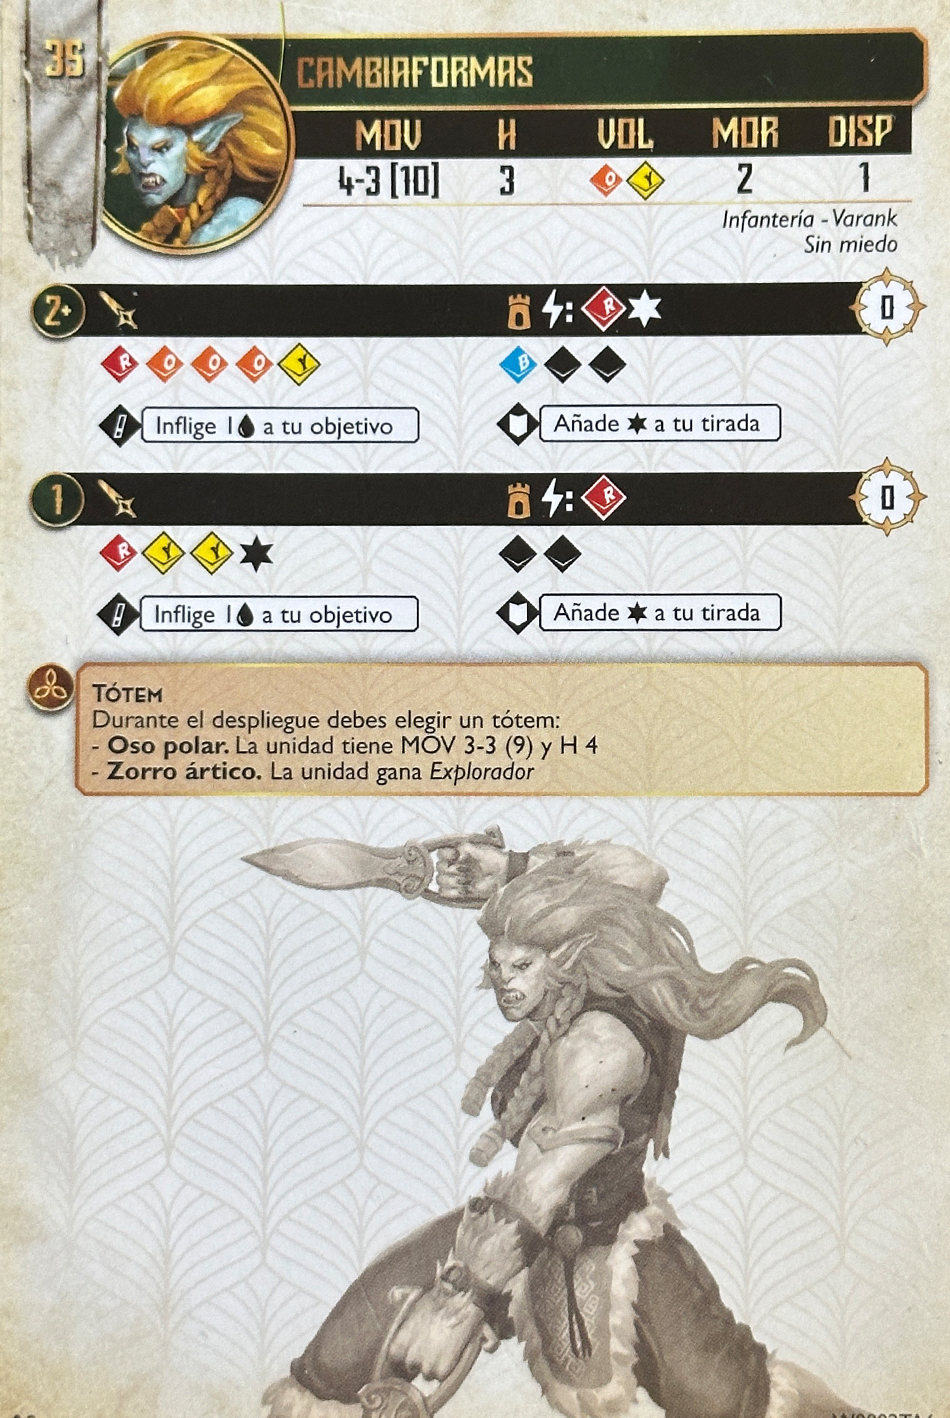 35
CAMBIAFORMAS
MOV H VOL MOR DISP
4-3 [10] 3 O Y 2 1
Infantería - Varank
Sin miedo
2+ : R 0
R O O O Y B
Inflige 1 a tu objetivo Añade a tu tirada
1 : R 0
R Y Y
Inflige 1 a tu objetivo Añade a tu tirada
TÓTEM
Durante el despliegue debes elegir un tótem:
- Oso polar. La unidad tiene MOV 3-3 (9) y H 4
- Zorro ártico. La unidad gana Explorador